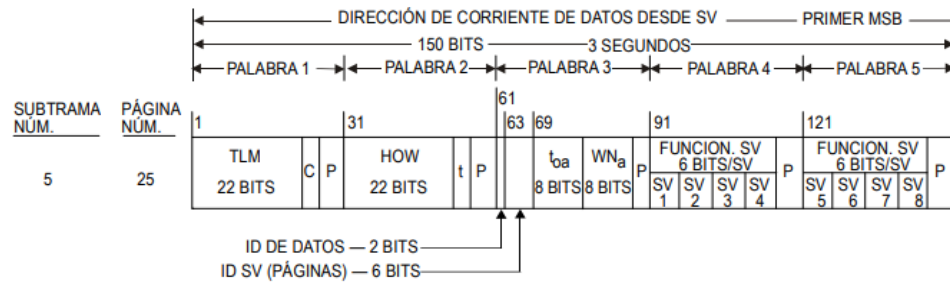 DIRECCIÓN DE CORRIENTE DE DATOS DESDE SV PRIMER MSB
150 BITS 3 SEGUNDOS
PALABRA 1 PALABRA 2 PALABRA 3 PALABRA 4 PALABRA 5
SUBTRAMA NÚM.
PÁGINA NÚM.
1 31 61 63 69 91 121
5 25
TLM
22 BITS
C P
HOW
22 BITS
t P
toa
8 BITS
WNa
8 BITS
P
FUNCION. SV
6 BITS/SV
SV 1 SV 2 SV 3 SV 4
P
FUNCION. SV
6 BITS/SV
SV 5 SV 6 SV 7 SV 8
P
ID DE DATOS — 2 BITS
ID SV (PÁGINAS) — 6 BITS